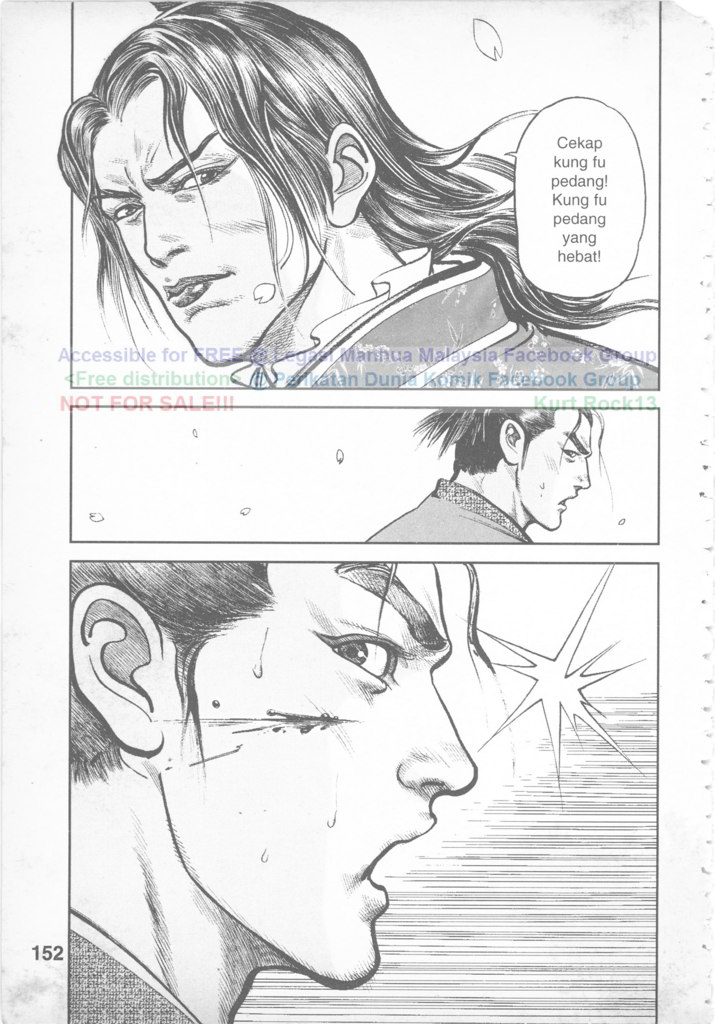 Cekap
kung fu
pedang!
Kung fu
pedang
yang
hebat!
Accessible for FREE @ Legasi Manhua Malaysia Facebook Group
<Free distribution> @ Perikatan Dunia Komik Facebook Group
NOT FOR SALE!!! Kurt Rock13
152